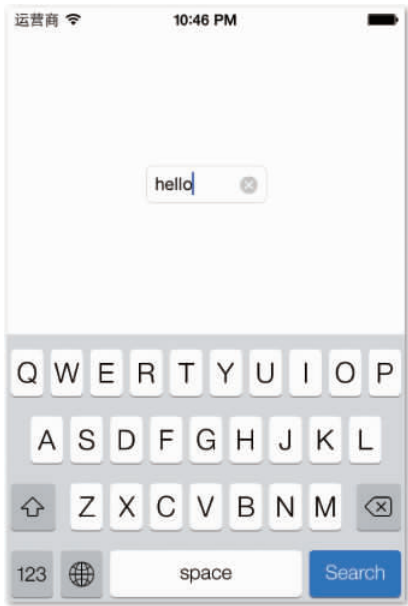 运营商 10:46 PM
hello
Q W E R T Y U I O P
A S D F G H J K L
Z X C V B N M
123 space Search